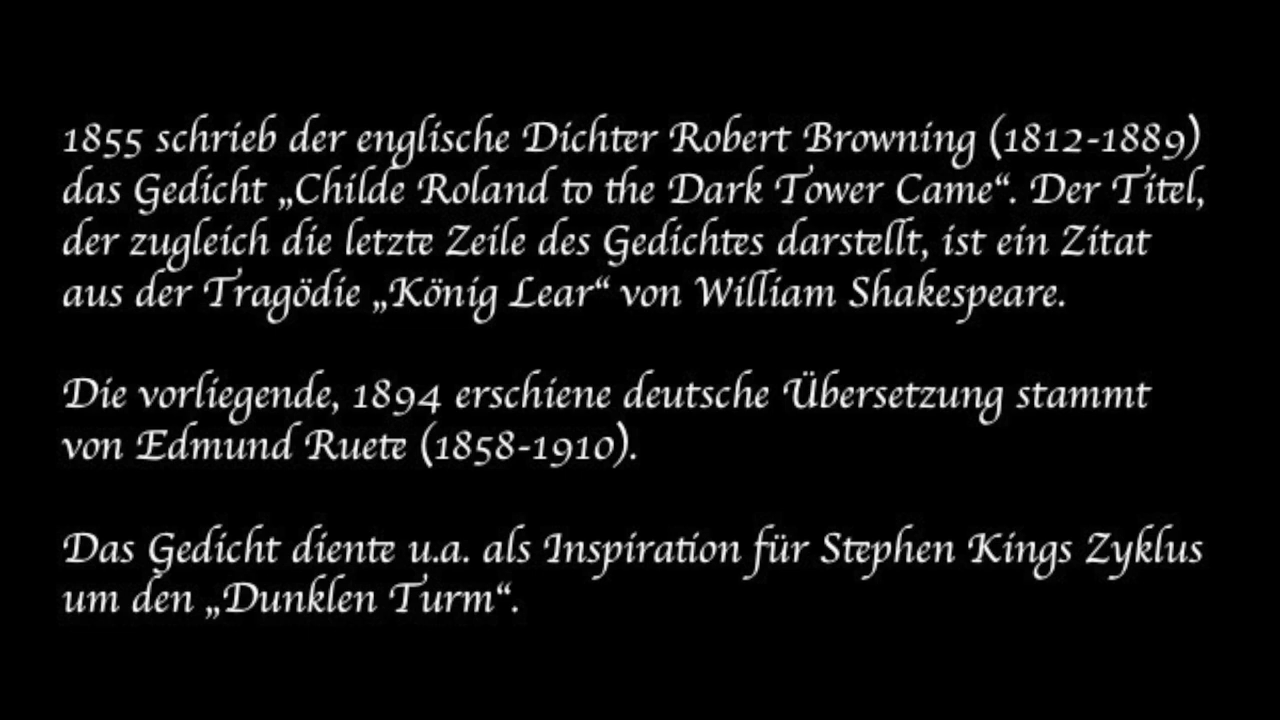 1855 schrieb der englische Dichter Robert Browning (1812-1889)
das Gedicht „Childe Roland to the Dark Tower Came“. Der Titel,
der zugleich die letzte Zeile des Gedichtes darstellt, ist ein Zitat
aus der Tragödie „König Lear“ von William Shakespeare.
Die vorliegende, 1894 erschiene deutsche Übersetzung stammt
von Edmund Ruete (1858-1910).
Das Gedicht diente u.a. als Inspiration für Stephen Kings Zyklus
um den „Dunklen Turm“.